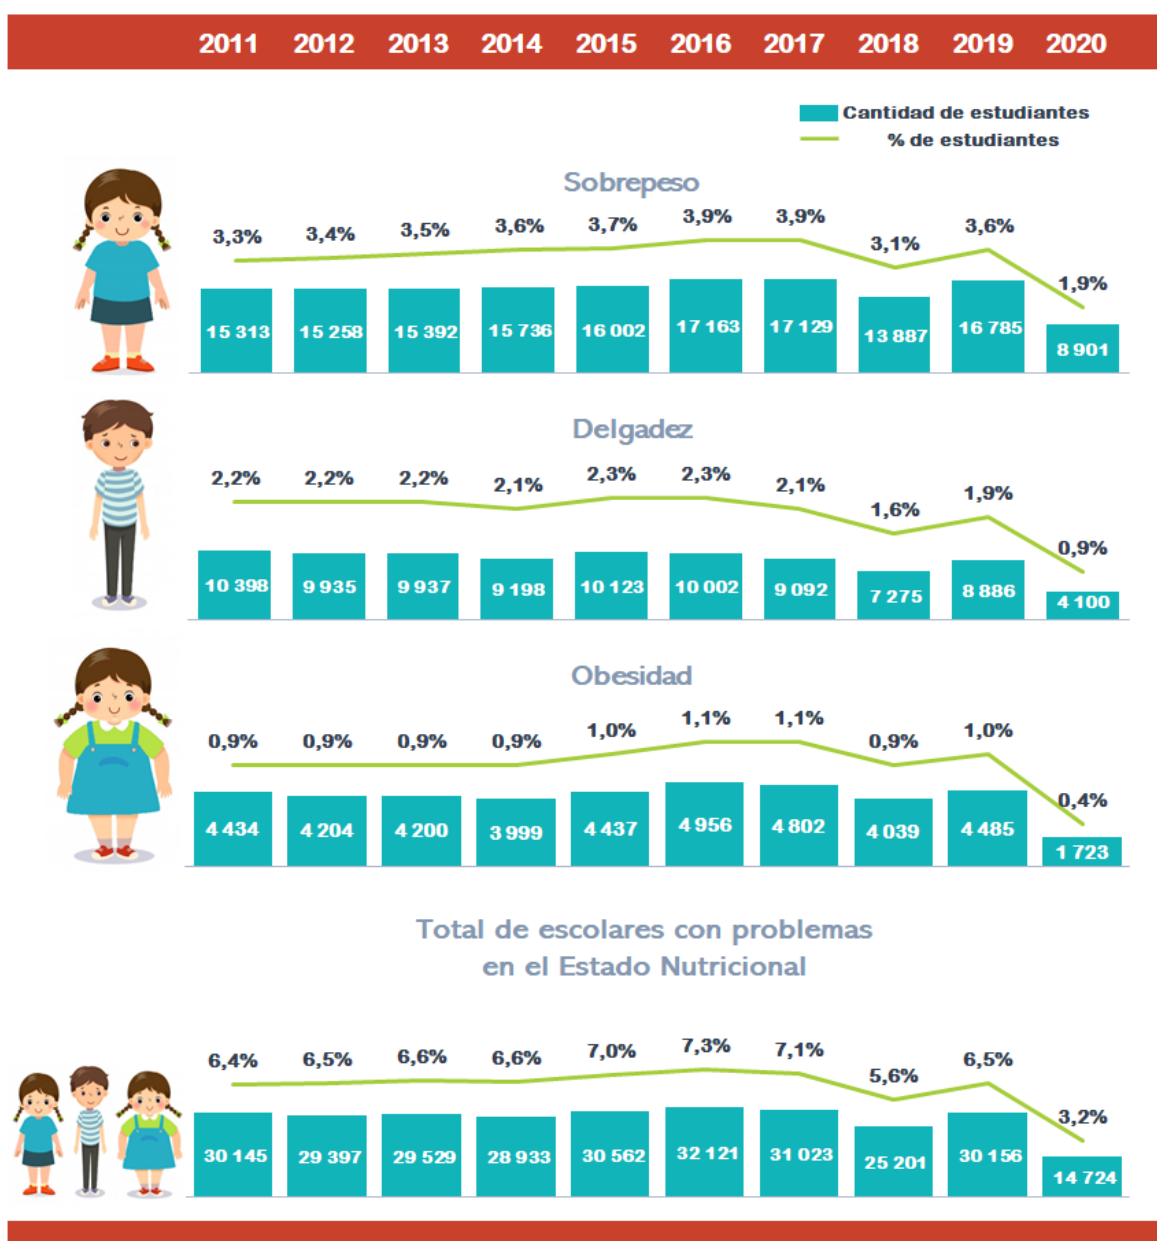 2011 2012 2013 2014 2015 2016 2017 2018 2019 2020
Cantidad de estudiantes
% de estudiantes
Sobrepeso
3,3% 3,4% 3,5% 3,6% 3,7% 3,9% 3,9% 3,1% 3,6% 1,9%
15 313 15 258 15 392 15 736 16 002 17 163 17 129 13 887 16 785 8 901
Delgadez
2,2% 2,2% 2,2% 2,1% 2,3% 2,3% 2,1% 1,6% 1,9% 0,9%
10 398 9 935 9 937 9 198 10 123 10 002 9 092 7 275 8 886 4 100
Obesidad
0,9% 0,9% 0,9% 0,9% 1,0% 1,1% 1,1% 0,9% 1,0% 0,4%
4 434 4 204 4 200 3 999 4 437 4 956 4 802 4 039 4 485 1 723
Total de escolares con problemas
en el Estado Nutricional
6,4% 6,5% 6,6% 6,6% 7,0% 7,3% 7,1% 5,6% 6,5% 3,2%
30 145 29 397 29 529 28 933 30 562 32 121 31 023 25 201 30 156 14 724